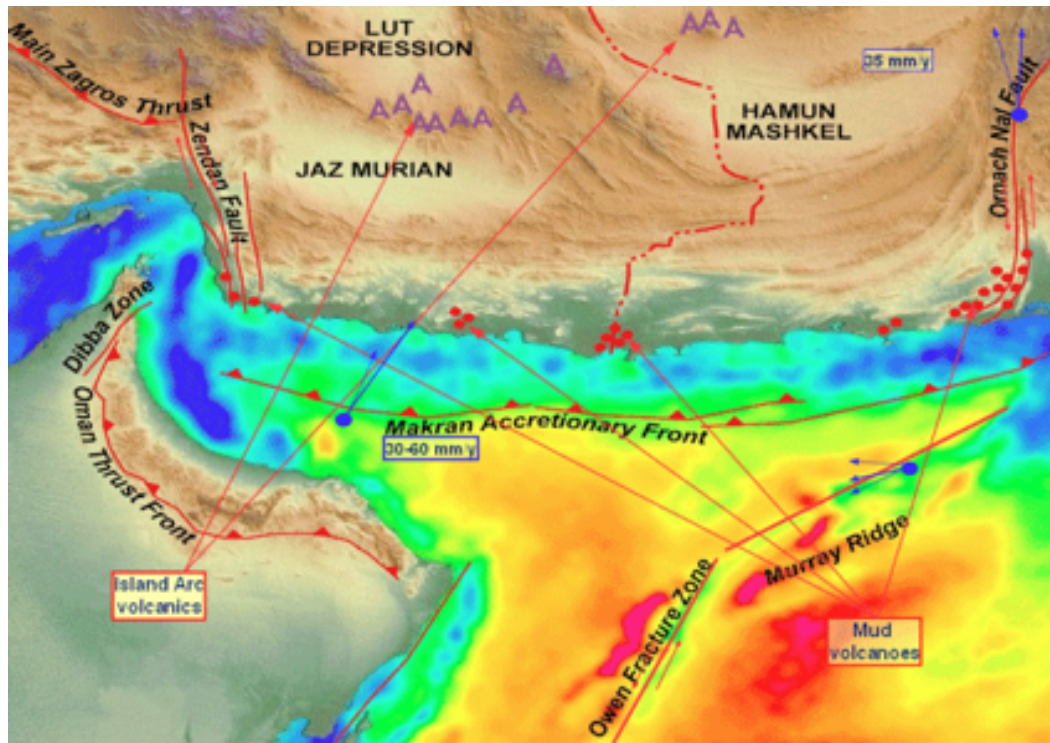 LUT
DEPRESSION
A A A
35 mm/y
Main Zagros Thrust
A
A
A A A A A A A
HAMUN
MASHKEL
Zendan Fault
JAZ MURIAN
Ornach Nal Fault
Dibba Zone
Makran Accretionary Front
30-60 mm/y
Oman Thrust Front
Murray Ridge
Island Arc
volcanics
Owen Fracture Zone
Mud
volcanoes